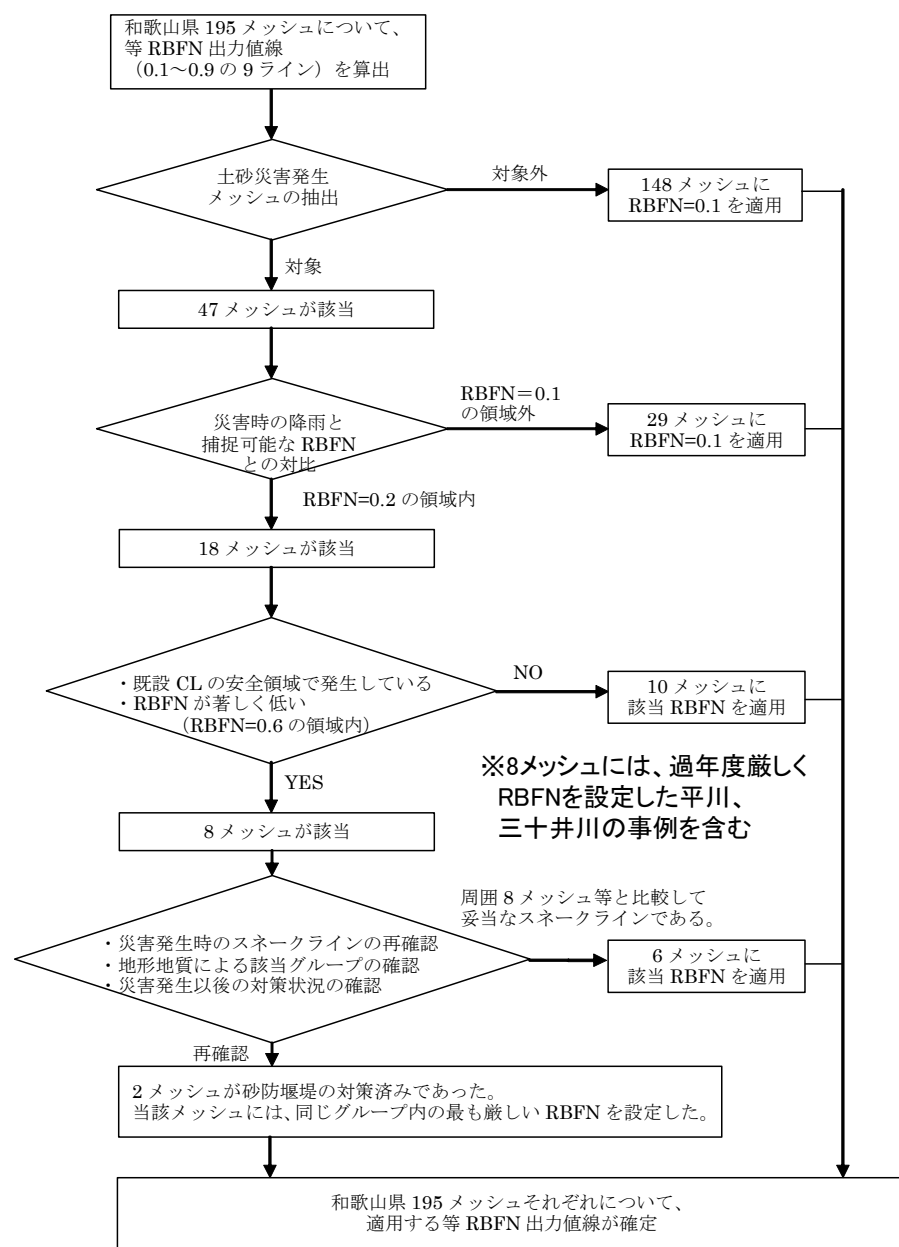 和歌山県 195 メッシュについて、
等 RBFN 出力値線
（0.1～0.9 の 9 ライン）を算出
土砂災害発生
メッシュの抽出
対象外
148 メッシュに
RBFN=0.1 を適用
対象
47 メッシュが該当
災害時の降雨と
捕捉可能な RBFN
との対比
RBFN＝0.1
の領域外
29 メッシュに
RBFN=0.1 を適用
RBFN=0.2 の領域内
18 メッシュが該当
・既設 CL の安全領域で発生している
・RBFN が著しく低い
（RBFN=0.6 の領域内）
NO
10 メッシュに
該当 RBFN を適用
YES
※8メッシュには、過年度厳しく
RBFNを設定した平川、
三十井川の事例を含む
8 メッシュが該当
周囲 8 メッシュ等と比較して
妥当なスネークラインである。
・災害発生時のスネークラインの再確認
・地形地質による該当グループの確認
・災害発生以後の対策状況の確認
6 メッシュに
該当 RBFN を適用
再確認
2 メッシュが砂防堰堤の対策済みであった。
当該メッシュには、同じグループ内の最も厳しい RBFN を設定した。
和歌山県 195 メッシュそれぞれについて、
適用する等 RBFN 出力値線が確定